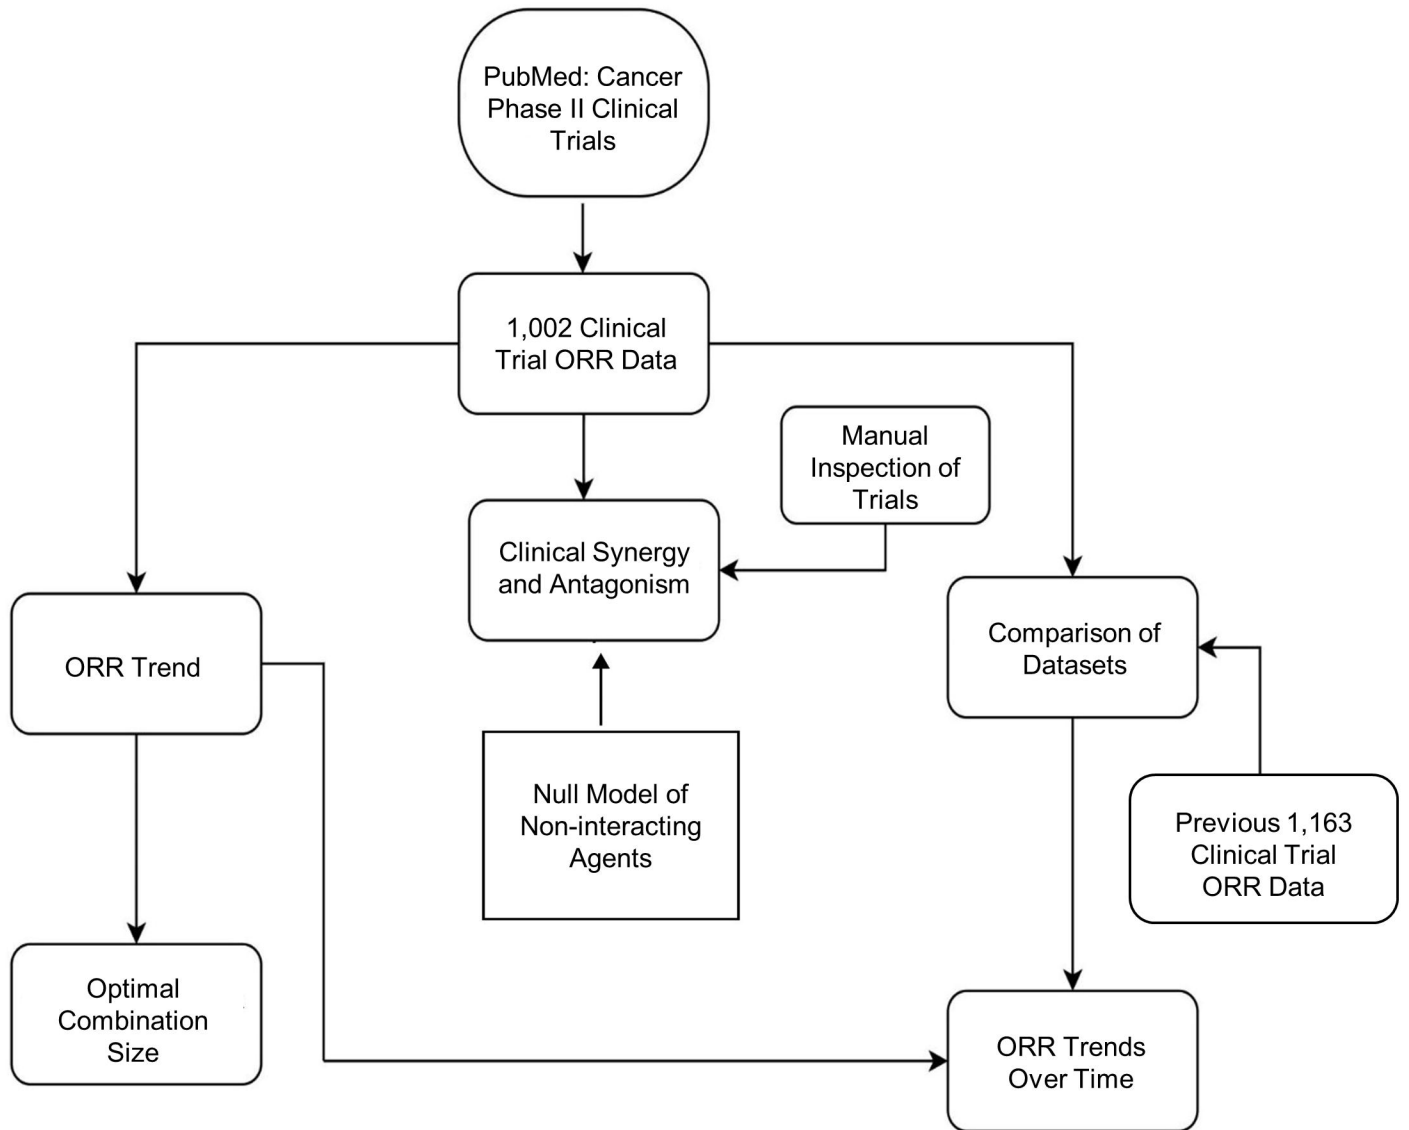 PubMed: Cancer
Phase II Clinical
Trials
1,002 Clinical
Trial ORR Data
Manual
Inspection of
Trials
Clinical Synergy
and Antagonism
Comparison of
Datasets
ORR Trend
Null Model of
Non-interacting
Agents
Previous 1,163
Clinical Trial
ORR Data
Optimal
Combination
Size
ORR Trends
Over Time